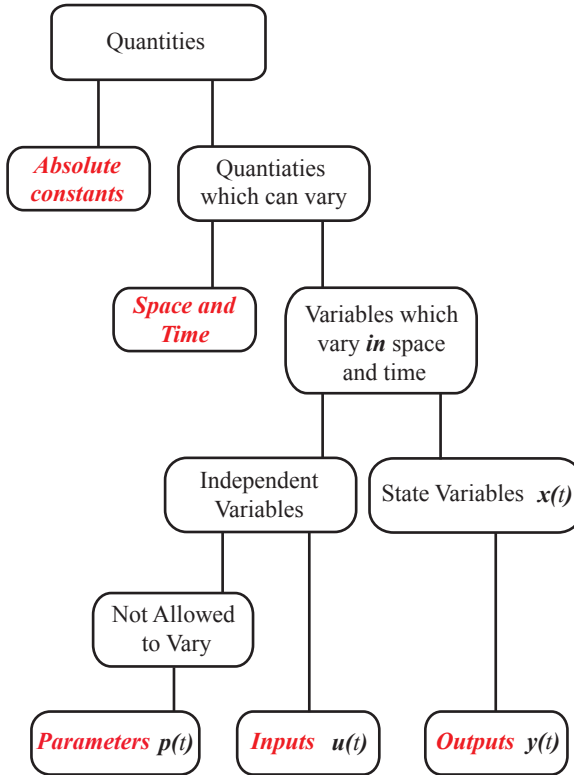 Quantities
Absolute
constants
Quantiaties
which can vary
Space and
Time
Variables which
vary in space
and time
Independent
Variables
State Variables x(t)
Not Allowed
to Vary
Parameters p(t)
Inputs u(t)
Outputs y(t)